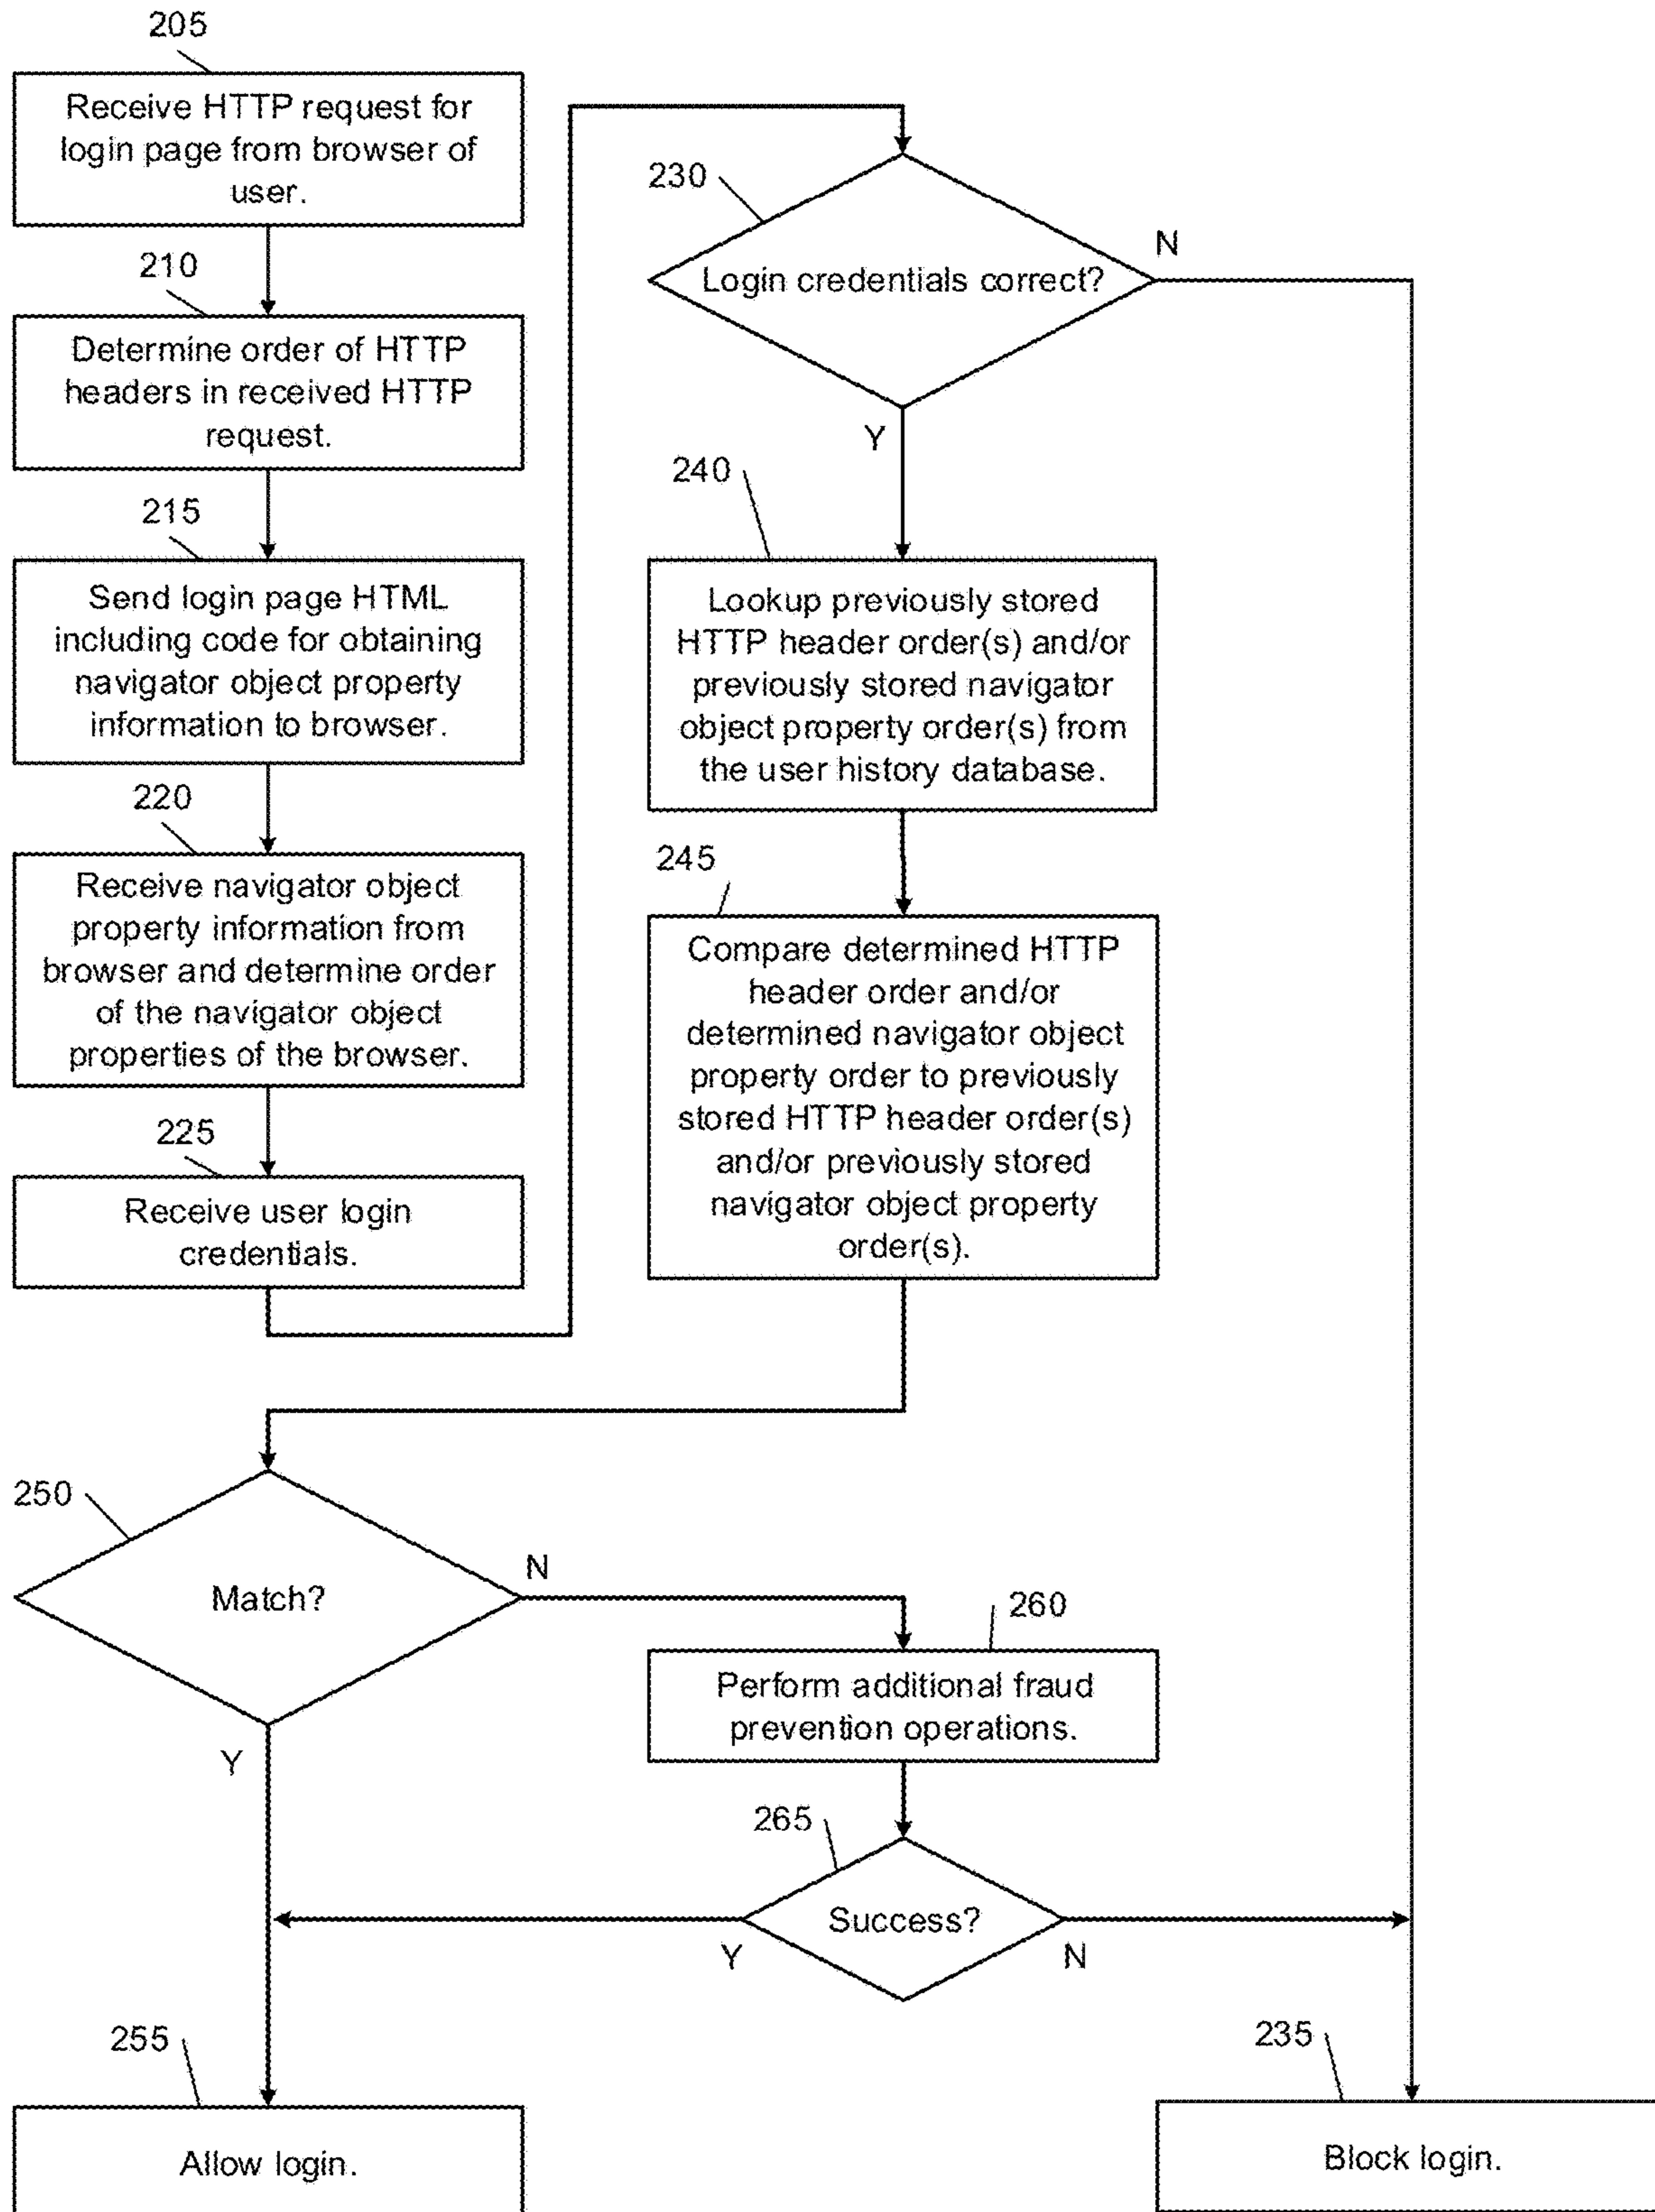 205
Receive HTTP request for
login page from browser of
user.
210
Determine order of HTTP
headers in received HTTP
request.
215
Send login page HTML
including code for obtaining
navigator object property
information to browser.
220
Receive navigator object
property information from
browser and determine order
of the navigator object
properties of the browser.
225
Receive user login
credentials.
230
Login credentials correct?
N
Y
240
Lookup previously stored
HTTP header order(s) and/or
previously stored navigator
object property order(s) from
the user history database.
245
Compare determined HTTP
header order and/or
determined navigator object
property order to previously
stored HTTP header order(s)
and/or previously stored
navigator object property
order(s).
250
Match?
N
Y
260
Perform additional fraud
prevention operations.
265
Success?
Y
N
255
Allow login.
235
Block login.